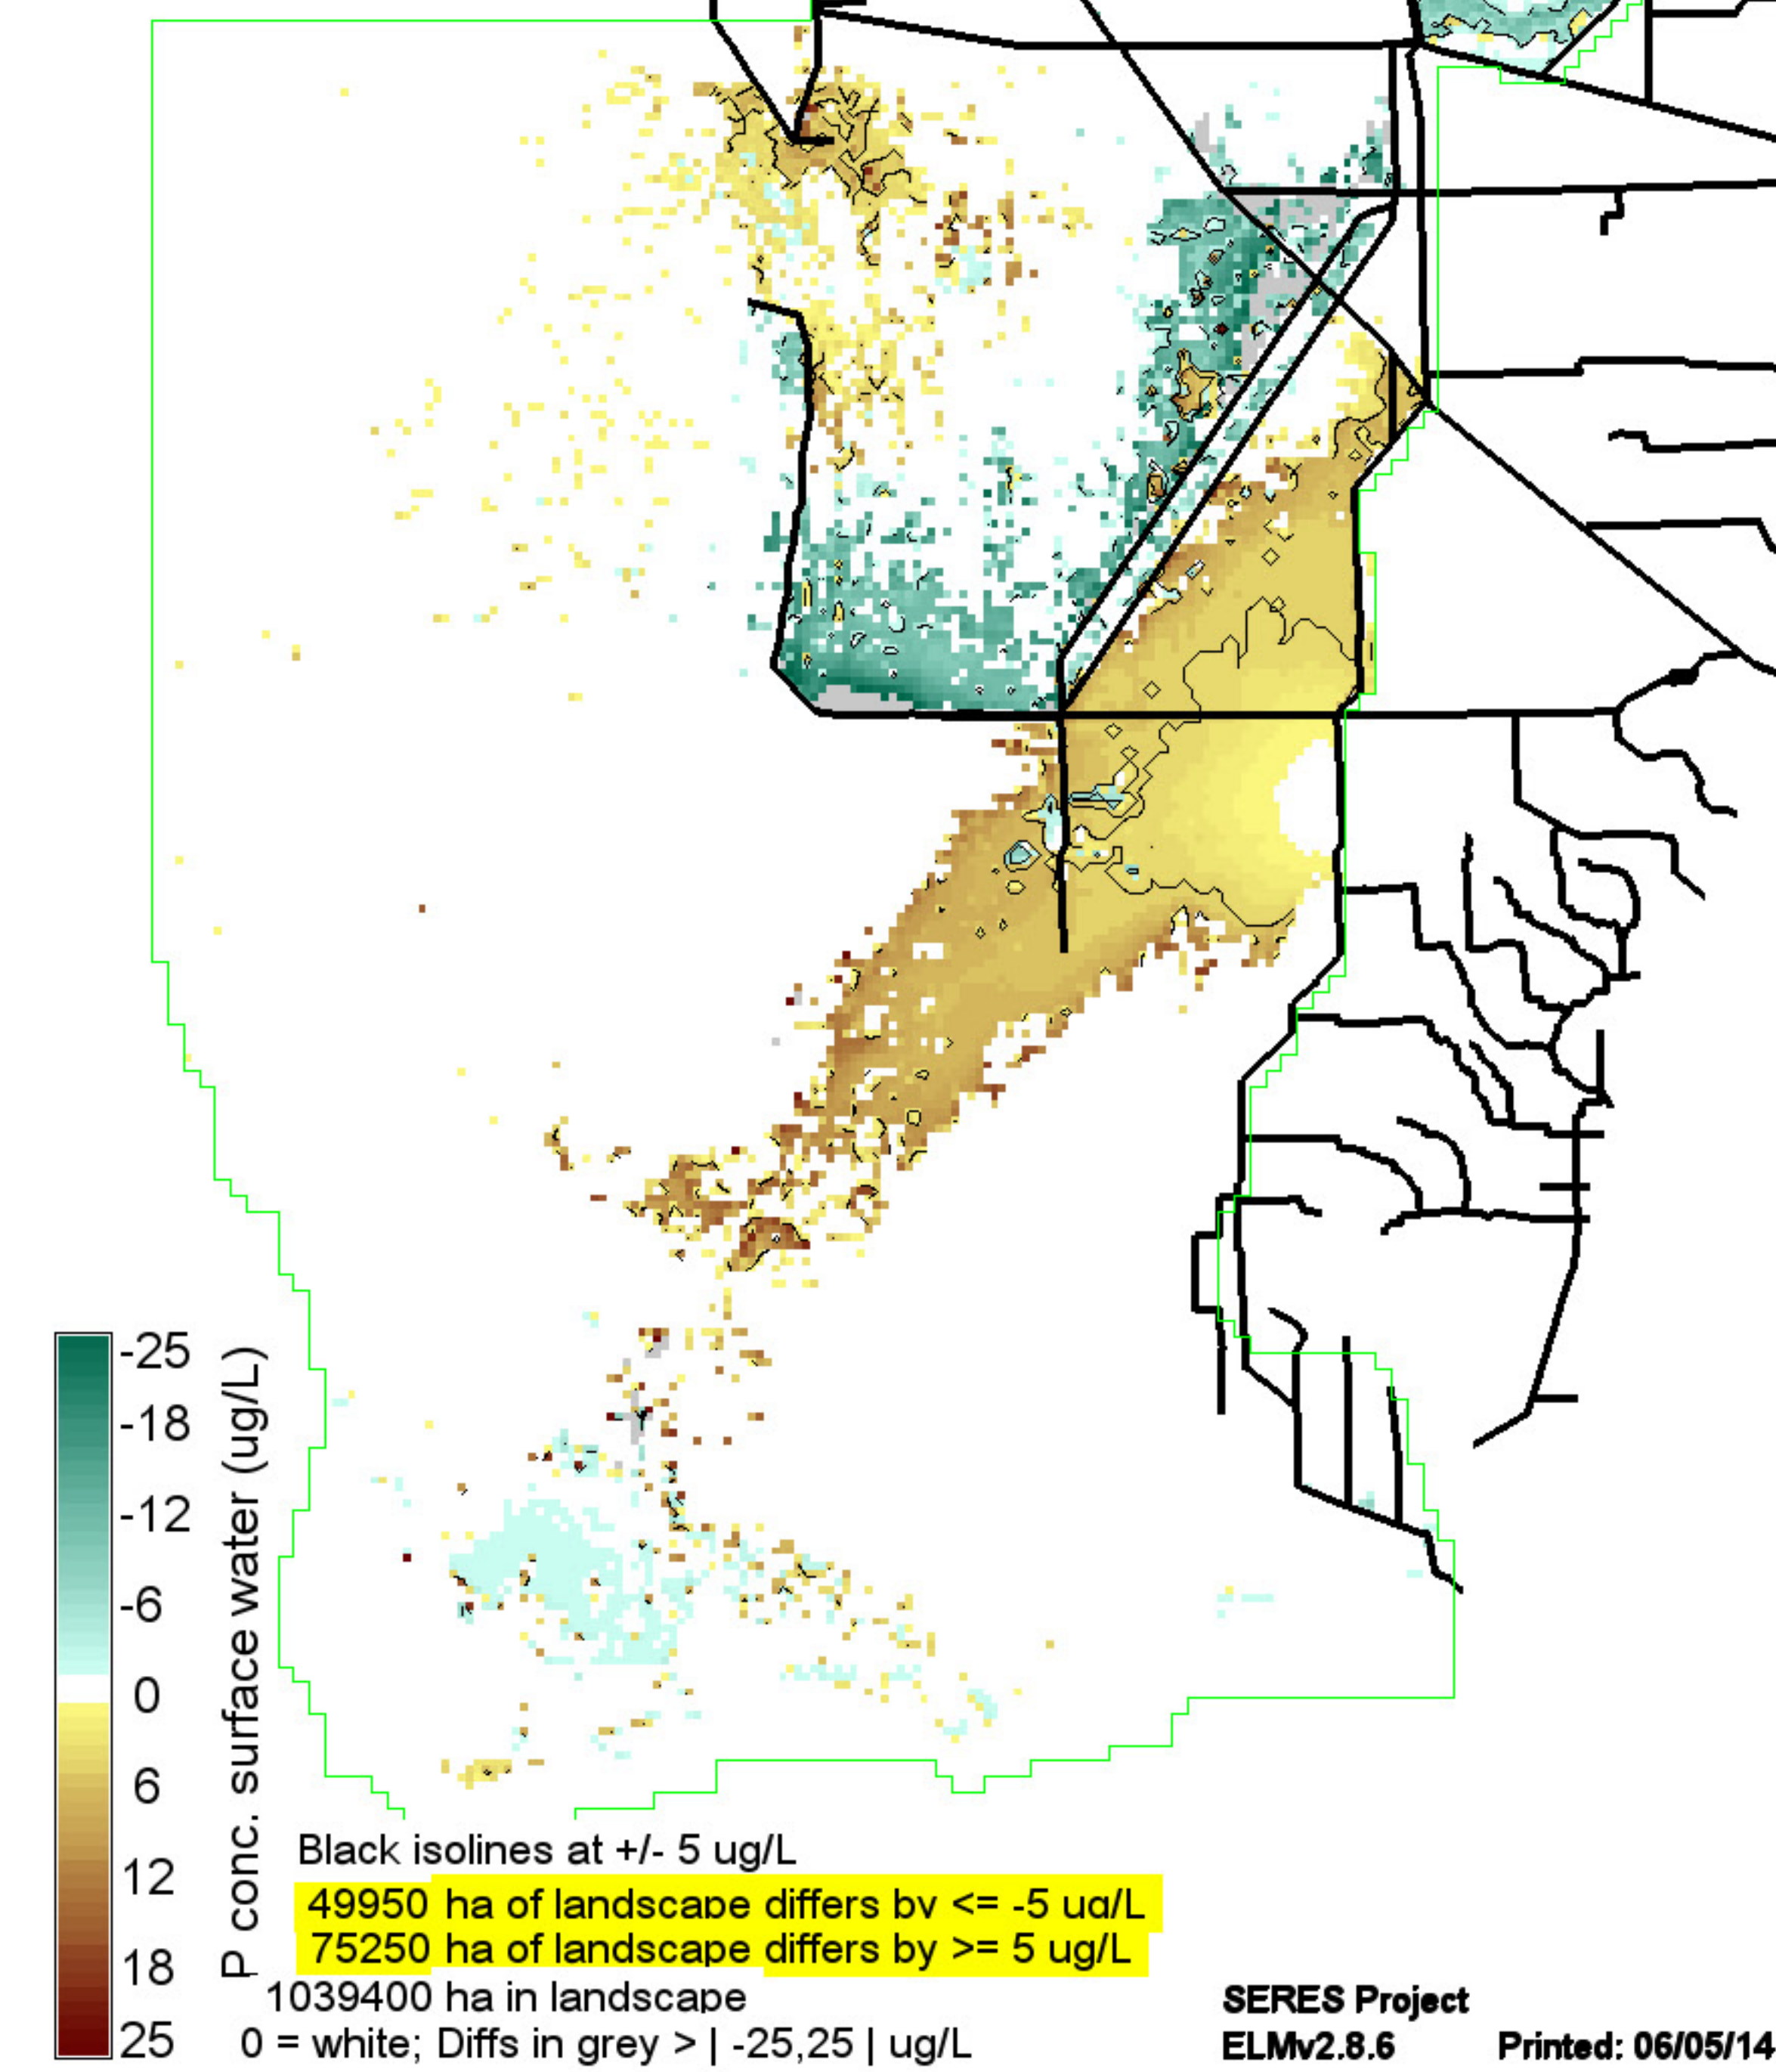 -25
-18
-12
-6
0
6
12
18
25
P conc. surface water (ug/L)
Black isolines at +/- 5 ug/L
49950 ha of landscape differs by <= -5 ug/L
75250 ha of landscape differs by >= 5 ug/L
1039400 ha in landscape
0 = white; Diffs in grey > | -25,25 | ug/L
SERES Project
ELMv2.8.6 Printed: 06/05/14